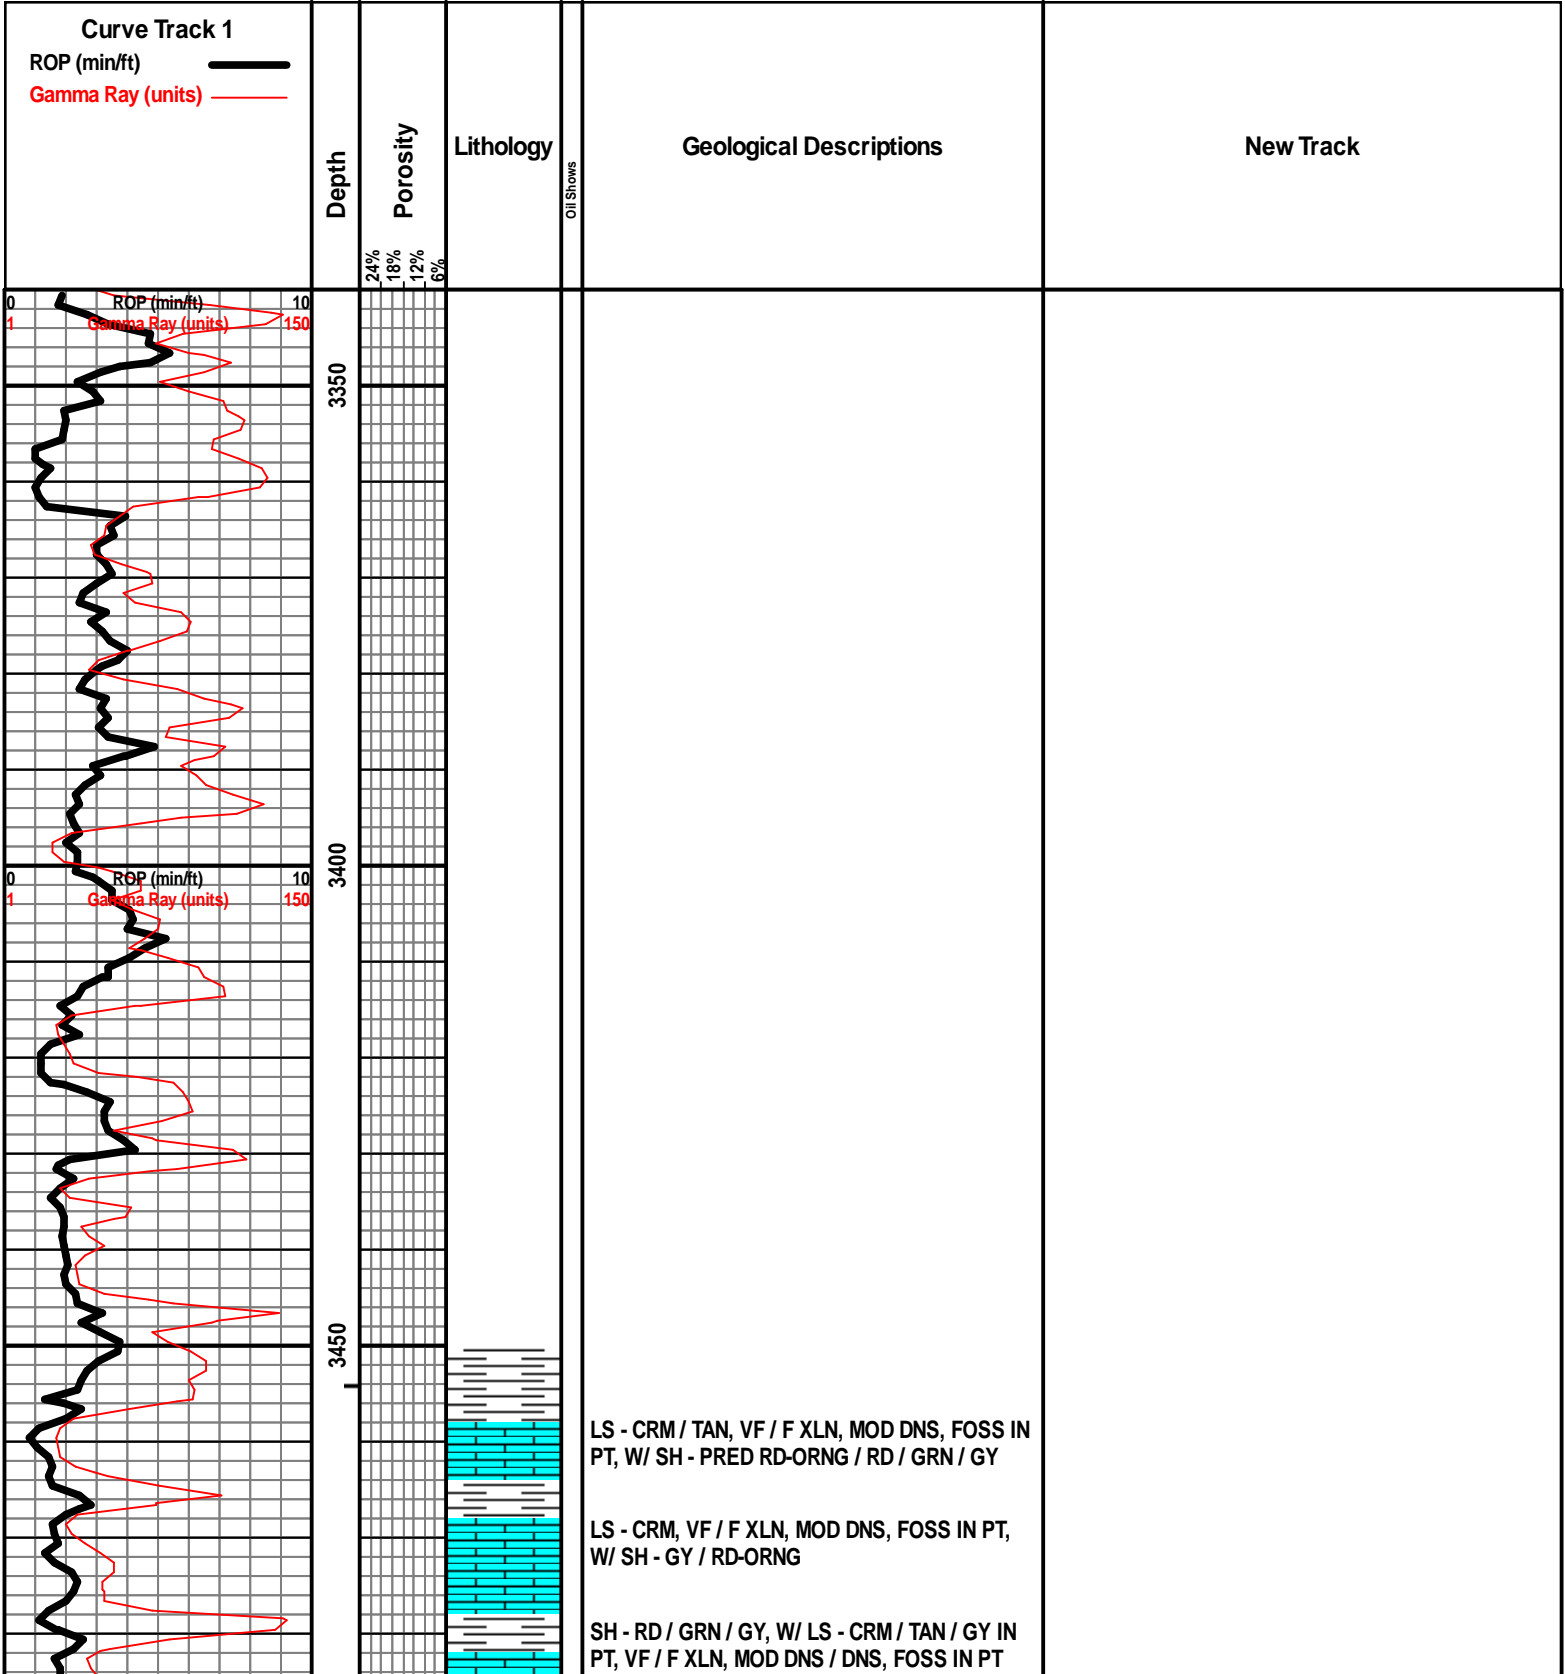 Curve Track 1
ROP (min/ft)
Gamma Ray (units)
Depth
Porosity
24%
18%
12%
6%
Lithology
Oil Shows
Geological Descriptions
New Track
0 ROP (min/ft) 10
1 Gamma Ray (units) 150
3350
3400
0 ROP (min/ft) 10
1 Gamma Ray (units) 150
3450
LS - CRM / TAN, VF / F XLN, MOD DNS, FOSS IN
PT, W/ SH - PRED RD-ORNG / RD / GRN / GY
LS - CRM, VF / F XLN, MOD DNS, FOSS IN PT,
W/ SH - GY / RD-ORNG
SH - RD / GRN / GY, W/ LS - CRM / TAN / GY IN
PT, VF / F XLN, MOD DNS / DNS, FOSS IN PT